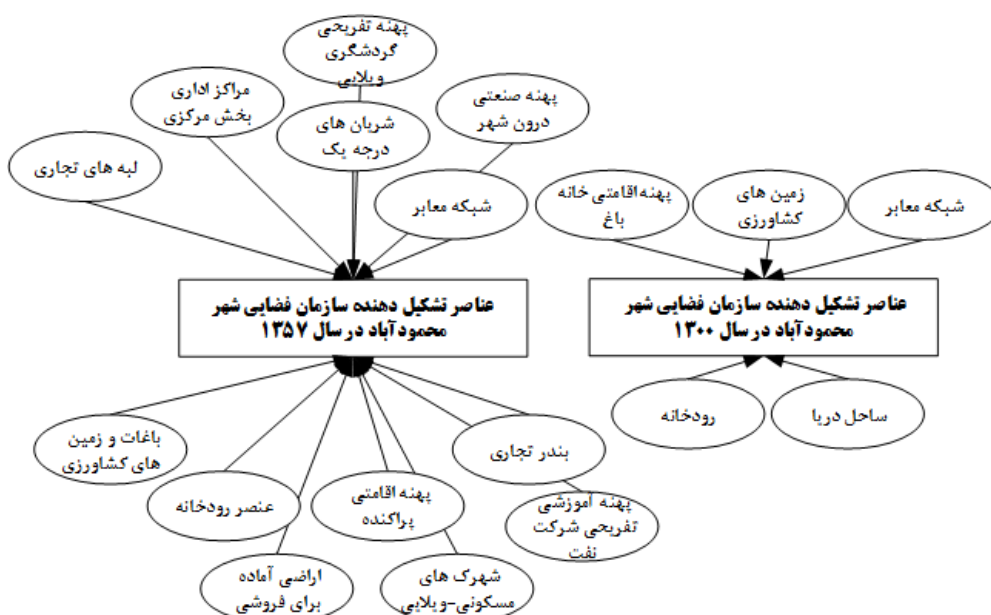 پهنه تفریحی
گردشگری
ویلایی
مراکز اداری
بخش مرکزی
پهنه صنعتی
درون شهر
شریان های
درجه یک
لبه های تجاری
شبکه معابر
عناصر تشکیل دهنده سازمان فضایی شهر
محمودآباد در سال ۱۳۵۷
باغات و زمین
های کشاورزی
عنصر رودخانه
اراضی آماده
برای فروشی
پهنه اقامتی
پراکنده
شهرک های
مسکونی-ویلایی
بندر تجاری
پهنه آموزشی
تفریحی شرکت
نفت
شبکه معابر
زمین های
کشاورزی
پهنه اقامتی خانه
باغ
عناصر تشکیل دهنده سازمان فضایی شهر
محمودآباد در سال ۱۳۰۰
ساحل دریا
رودخانه